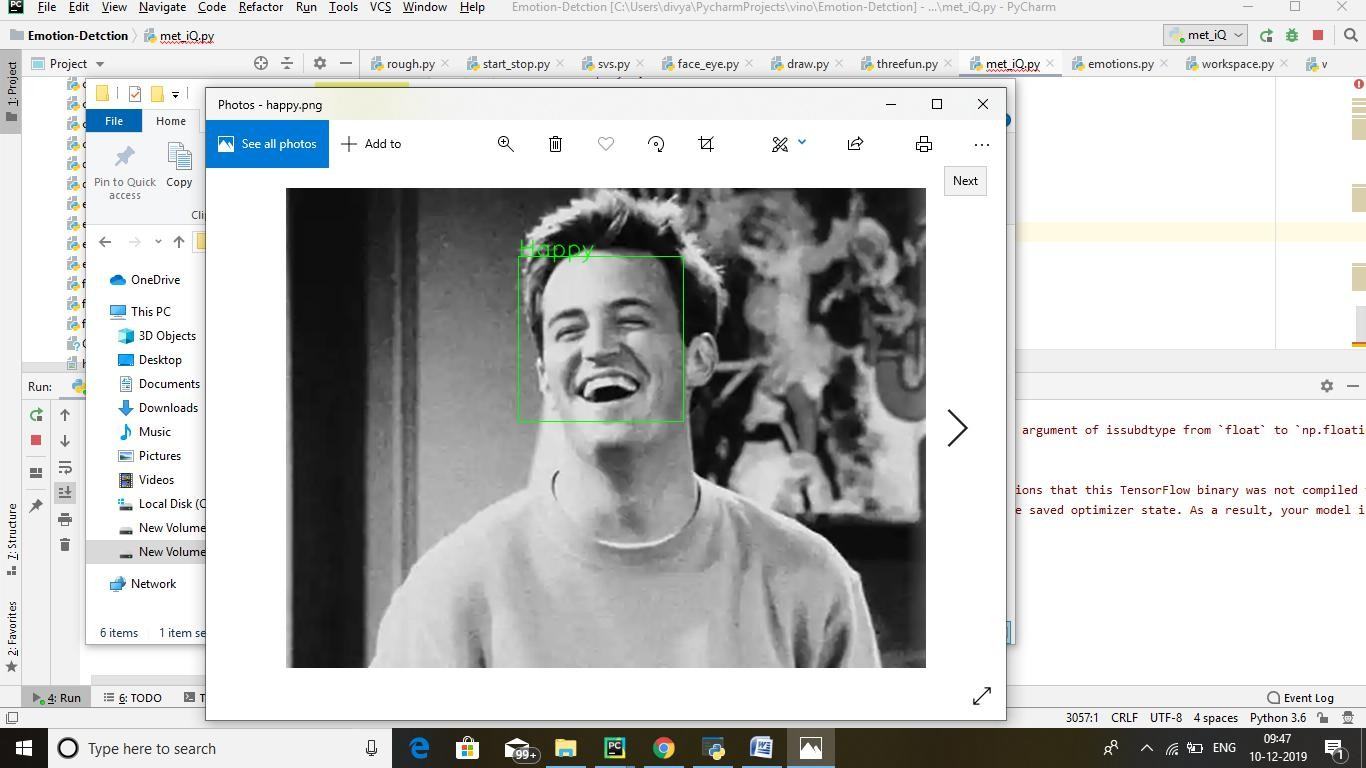 File Edit View Navigate Code Refactor Run Tools VCS Window Help Emotion-Detction [C:\Users\divya\PycharmProjects\vino\Emotion-Detction] - ...\met_iQ.py - PyCharm
Emotion-Detction met_iQ.py met_iQ
Project rough.py start_stop.py svs.py face_eye.py draw.py threefun.py met_iQ.py emotions.py workspace.py
1: Project
Photos - happy.png
File Home
See all photos Add to
Pin to Quick access Copy
Next
Happy
OneDrive
This PC
3D Objects
Desktop
Documents
Downloads
Music
Pictures
Videos
Local Disk (C
New Volume
New Volume
Network
6 items 1 item se
Run:
argument of issubdtype from `float` to `np.floati
ions that this TensorFlow binary was not compiled
e saved optimizer state. As a result, your model i
7: Structure
2: Favorites
4: Run 6: TODO T Event Log
3057:1 CRLF UTF-8 4 spaces Python 3.6
Type here to search 99+ ENG 09:47
10-12-2019 1